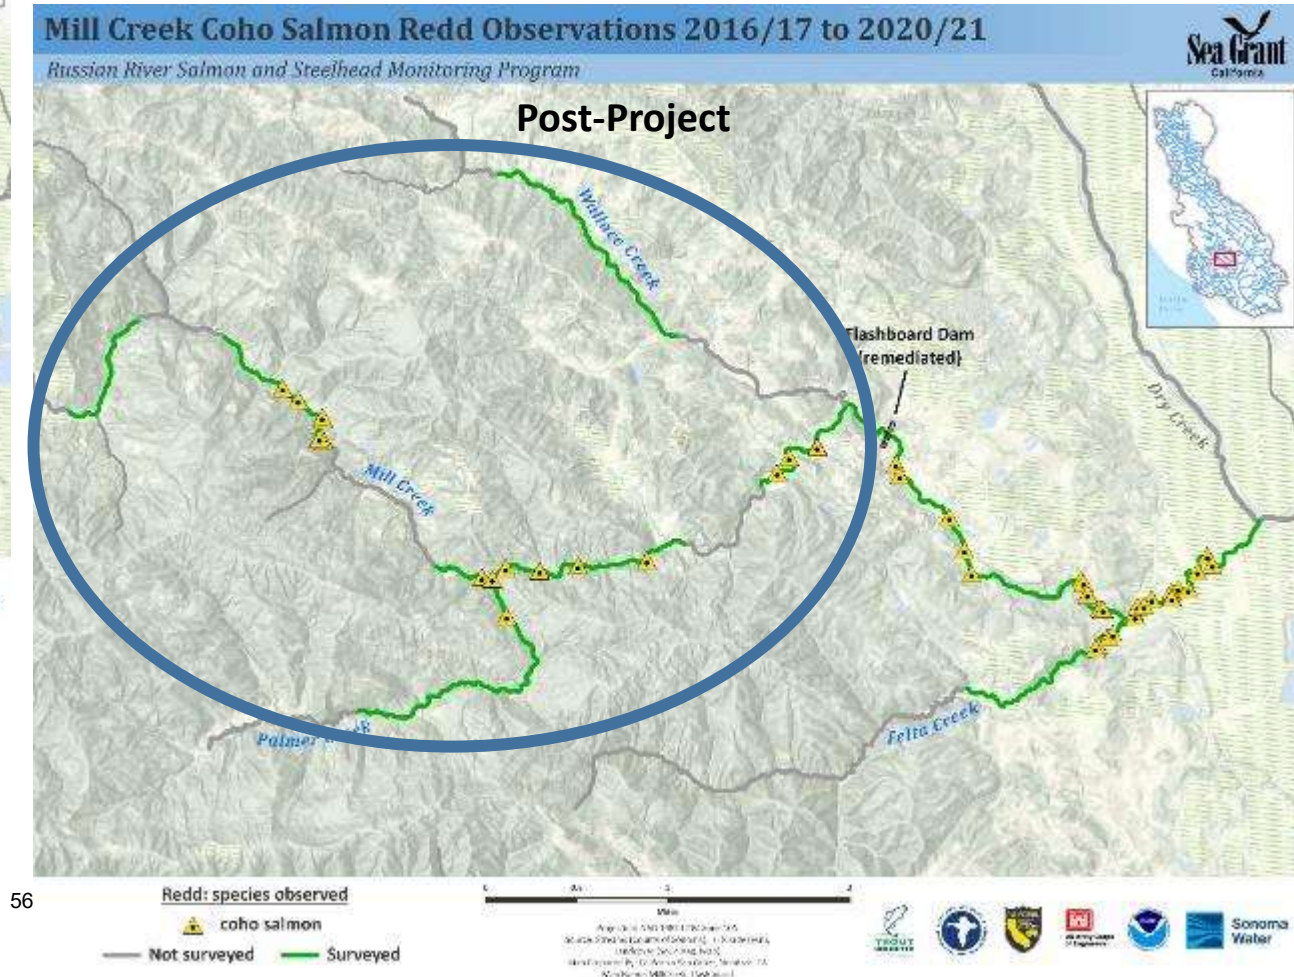 Mill Creek Coho Salmon Redd Observations 2016/17 to 2020/21
Russian River Salmon and Steelhead Monitoring Program
Sea Grant
California
Post-Project
Wallace Creek
Flashboard Dam
(remediated)
Dry Creek
Mill Creek
Palmer
Felta Creek
56
Redd: species observed
coho salmon
Not surveyed
Surveyed
Miles
TROUT
Sonoma
Water